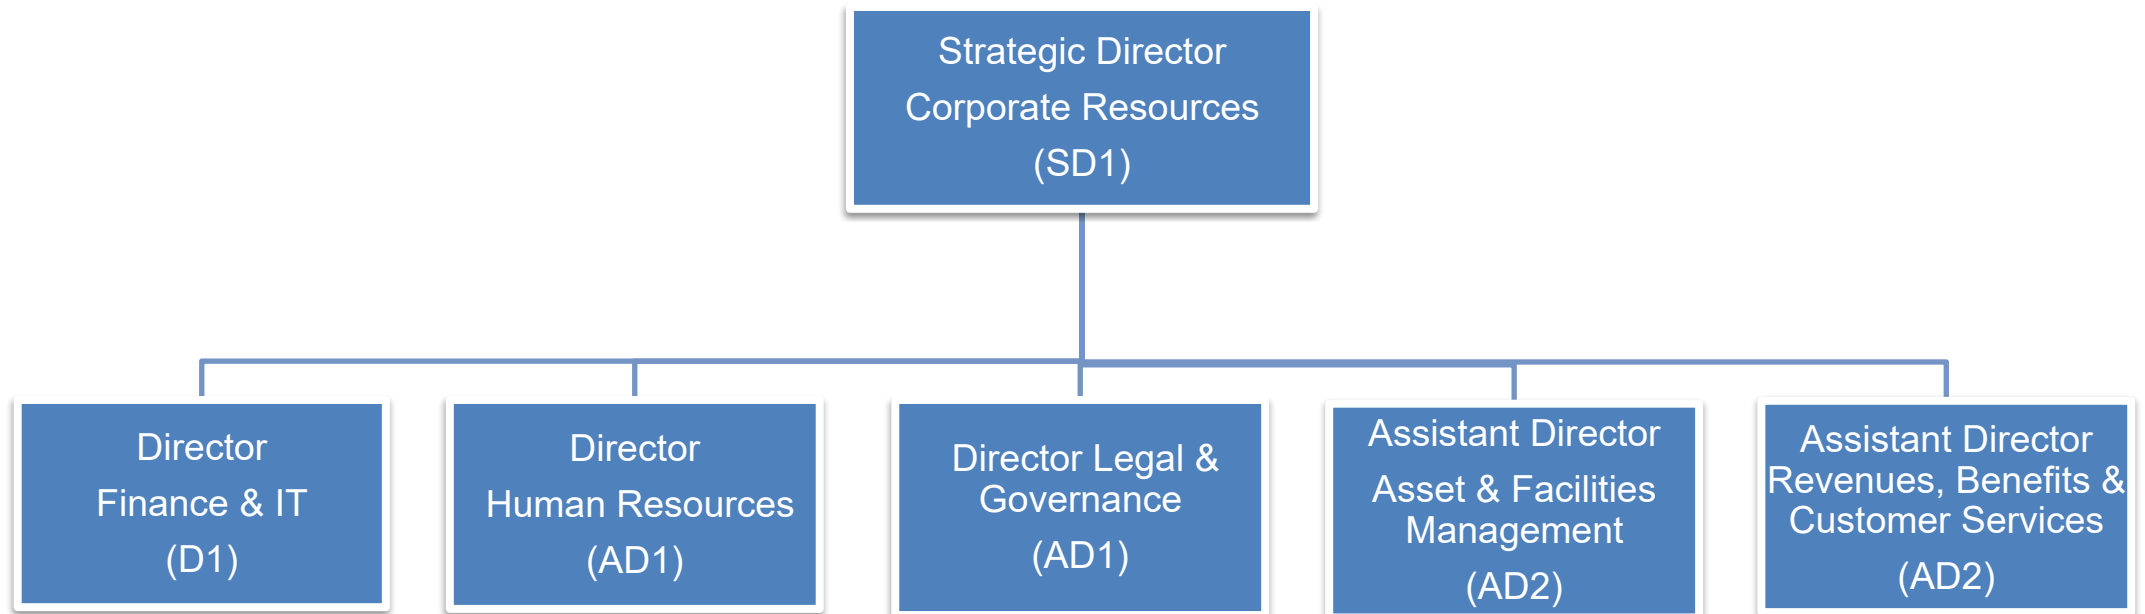 Strategic Director
Corporate Resources
(SD1)
Director
Finance & IT
(D1)
Director
Human Resources
(AD1)
Director Legal &
Governance
(AD1)
Assistant Director
Asset & Facilities
Management
(AD2)
Assistant Director
Revenues, Benefits &
Customer Services
(AD2)